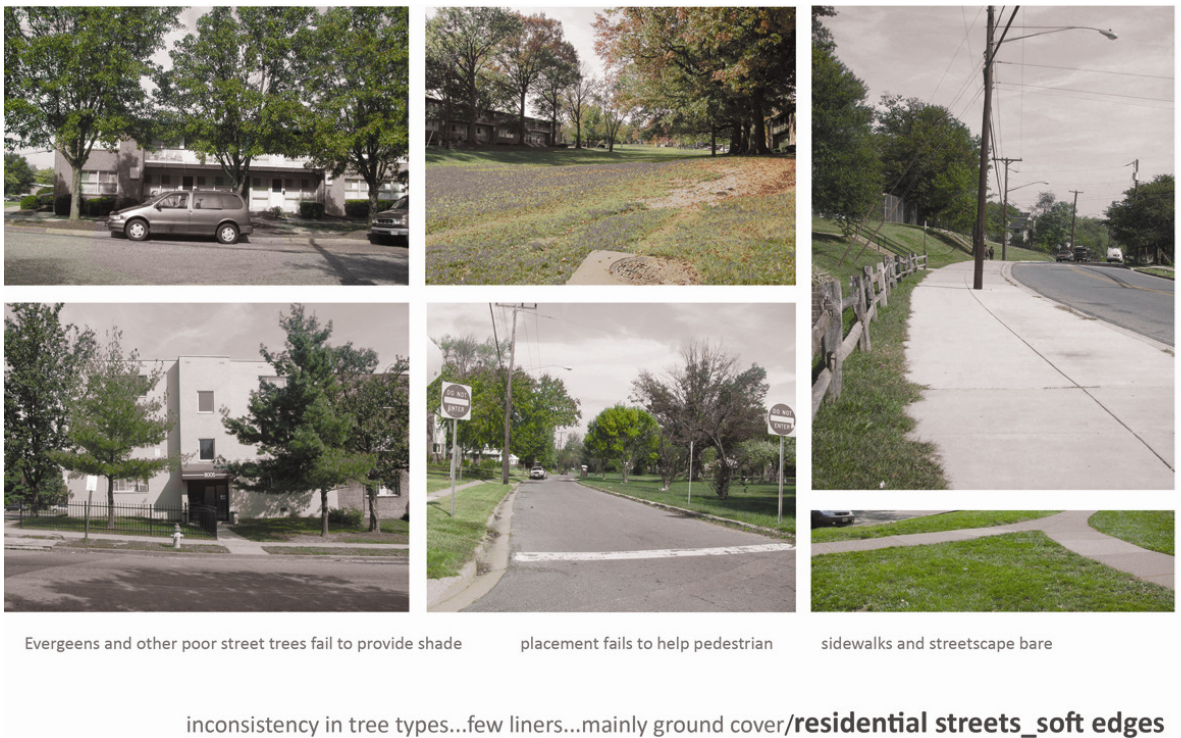 8005
DO NOT
ENTER
DO NOT
ENTER
Evergeens and other poor street trees fail to provide shade
placement fails to help pedestrian
sidewalks and streetscape bare
inconsistency in tree types...few liners...mainly ground cover/residential streets_soft edges